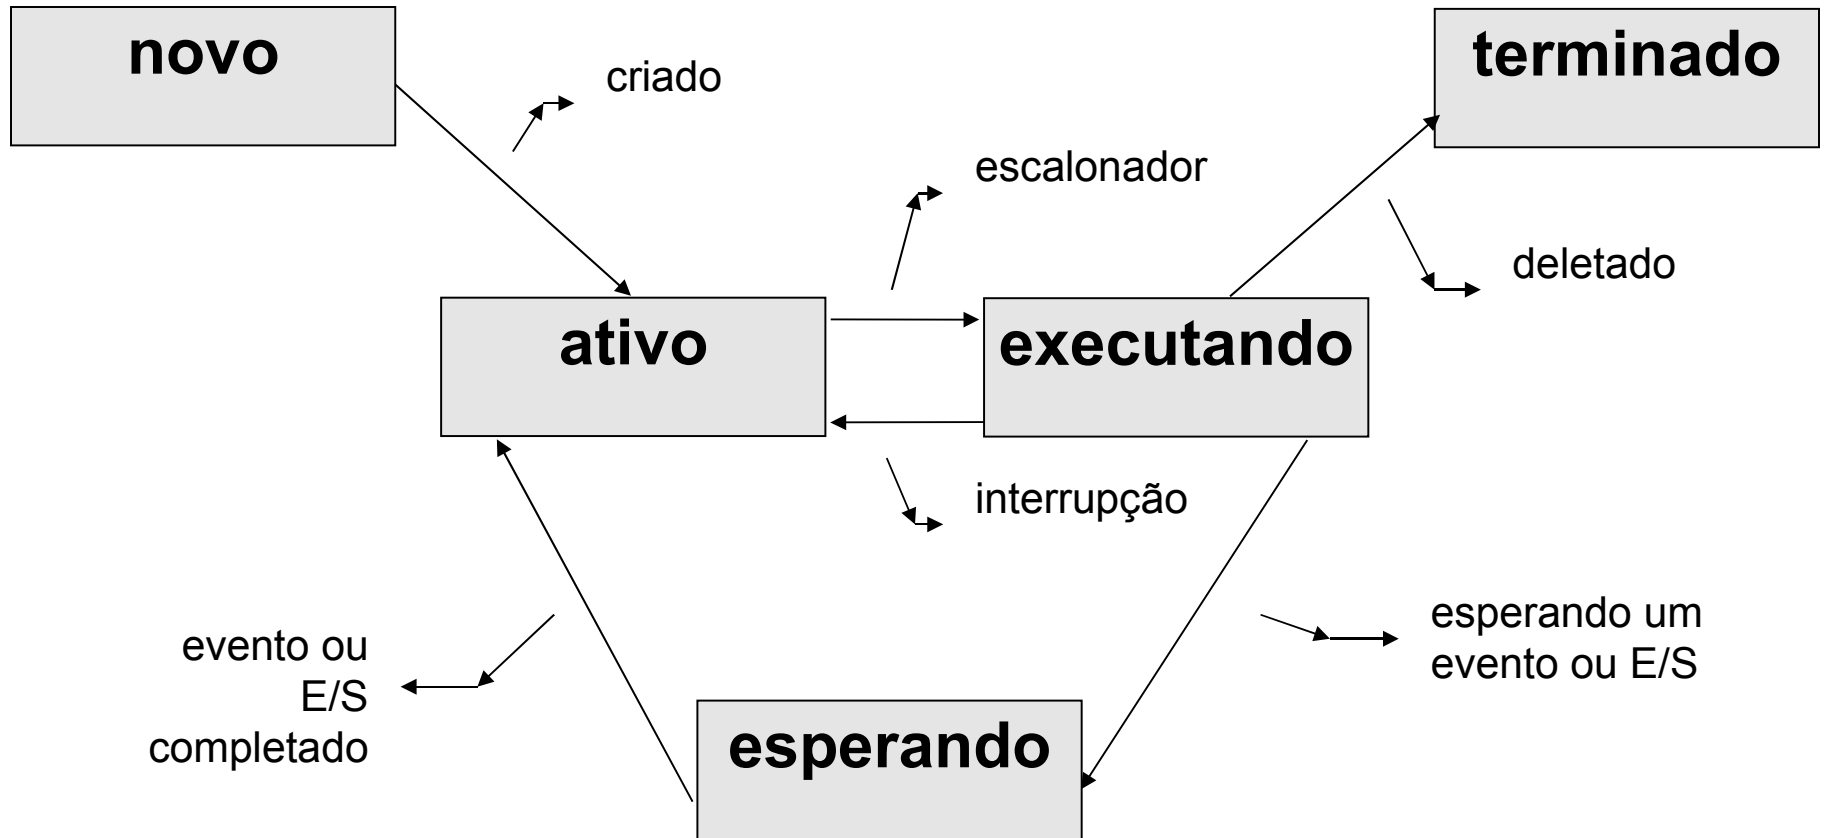 novo
terminado
criado
escalonador
deletado
ativo
executando
interrupção
evento ou
E/S
completado
esperando um
evento ou E/S
esperando